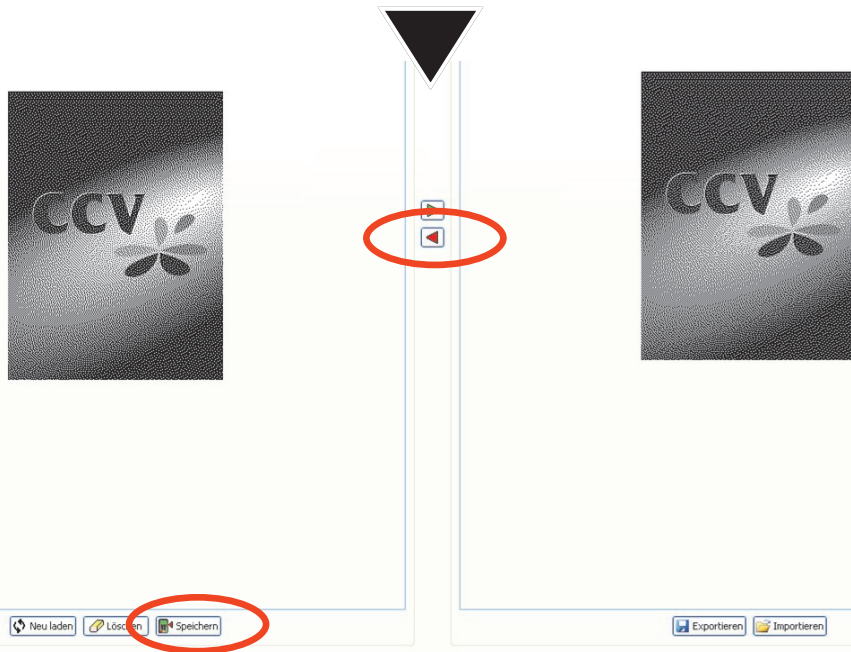 CCV
CCV
Neu laden
Löschen
Speichern
Exportieren
Importieren